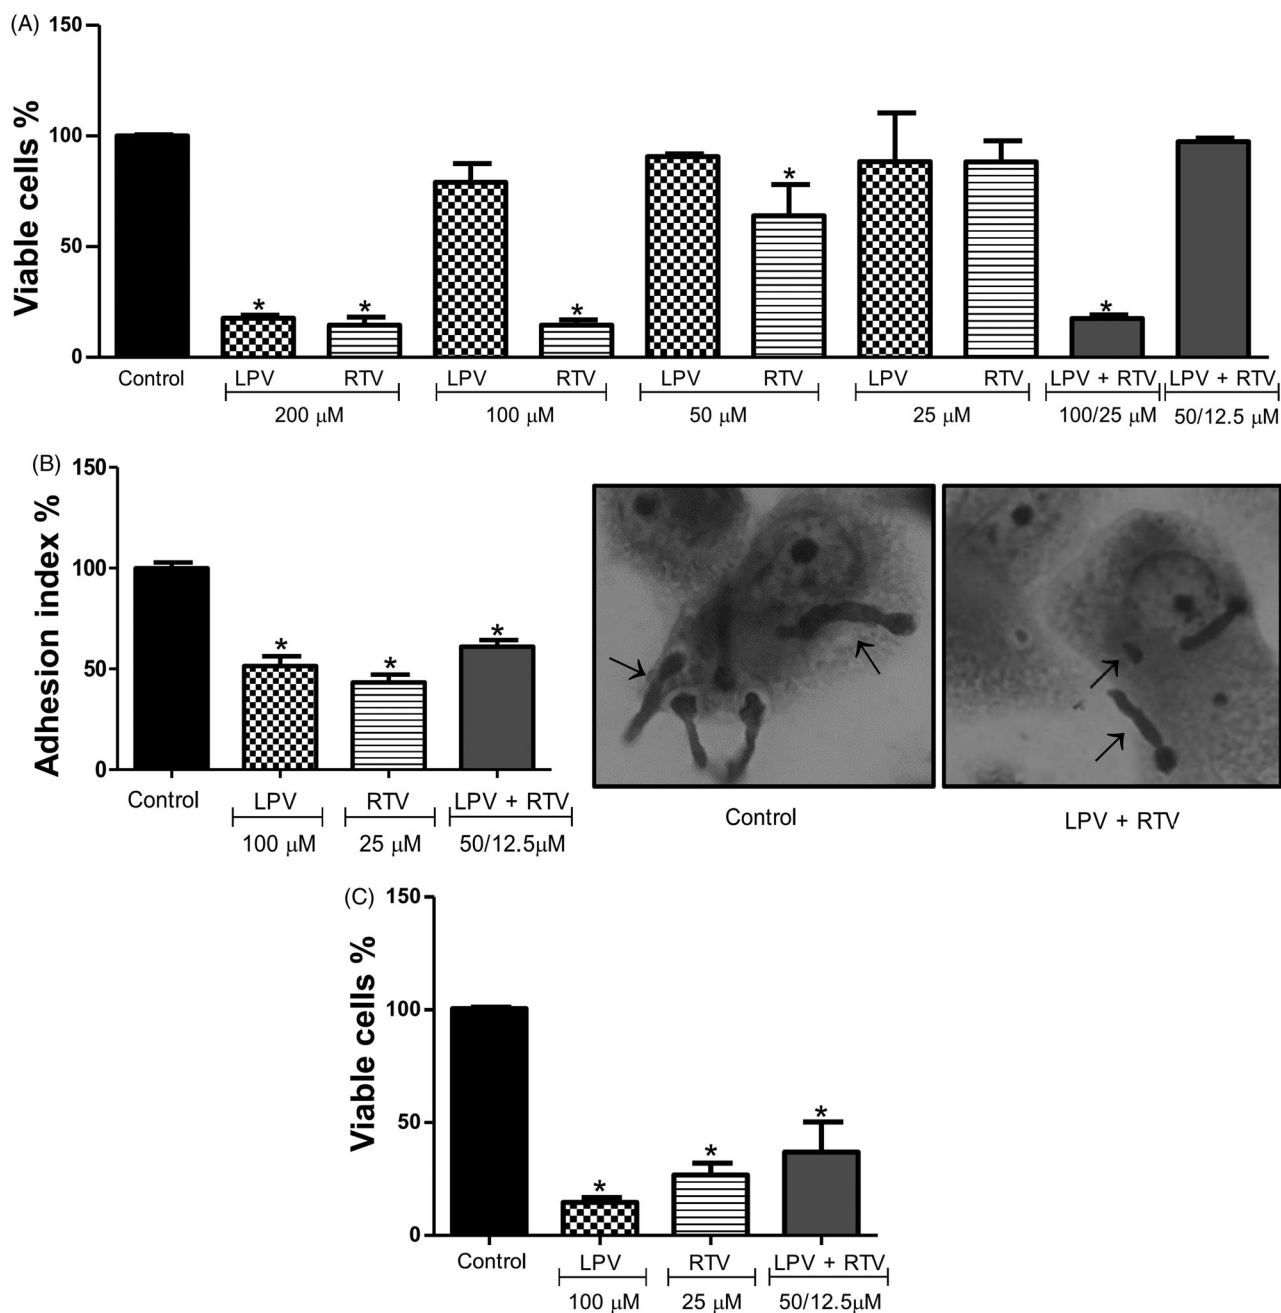 (A)
150
100
50
0
Viable cells %
*
*
*
*
*
Control
LPV RTV LPV RTV LPV RTV LPV RTV LPV + RTV LPV + RTV
200 µM 100 µM 50 µM 25 µM 100/25 µM 50/12.5 µM
(B)
150
100
50
0
Adhesion index %
*
*
*
Control
LPV RTV LPV + RTV
100 µM 25 µM 50/12.5µM
Control
LPV + RTV
(C)
150
100
50
0
Viable cells %
*
*
*
Control
LPV RTV LPV + RTV
100 µM 25 µM 50/12.5µM